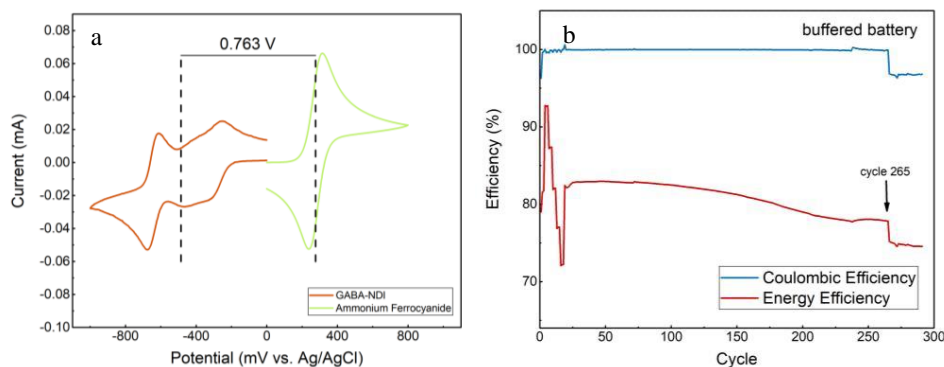 a
0.763 V
0.08
0.06
0.04
0.02
0.00
-0.02
-0.04
-0.06
-0.08
-0.10
Current (mA)
-800
-400
0
400
800
Potential (mV vs. Ag/AgCl)
GABA-NDI
Ammonium Ferrocyanide
b
buffered battery
100
90
80
70
Efficiency (%)
cycle 265
Coulombic Efficiency
Energy Efficiency
0
50
100
150
200
250
300
Cycle